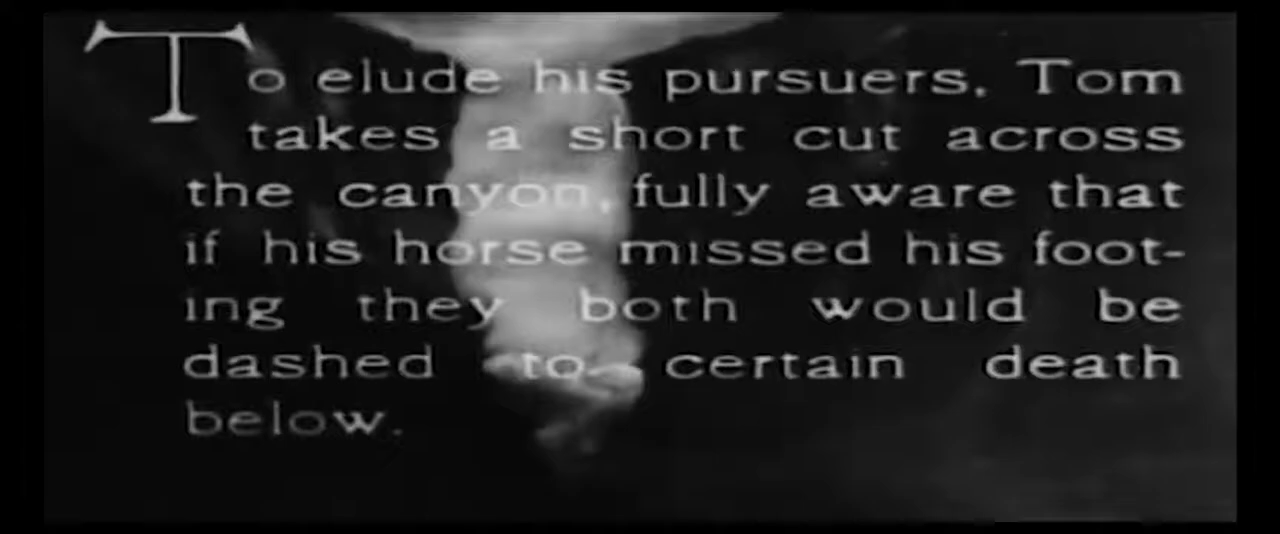 To elude his pursuers, Tom
takes a short cut across
the canyon, fully aware that
if his horse missed his foot-
ing they both would be
dashed to certain death
below.